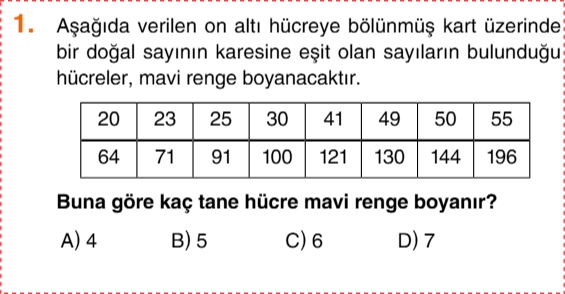 1. Aşağıda verilen on altı hücreye bölünmüş kart üzerinde
bir doğal sayının karesine eşit olan sayıların bulunduğu
hücreler, mavi renge boyanacaktır.
20 23 25 30 41 49 50 55
64 71 91 100 121 130 144 196
Buna göre kaç tane hücre mavi renge boyanır?
A) 4 B) 5 C) 6 D) 7